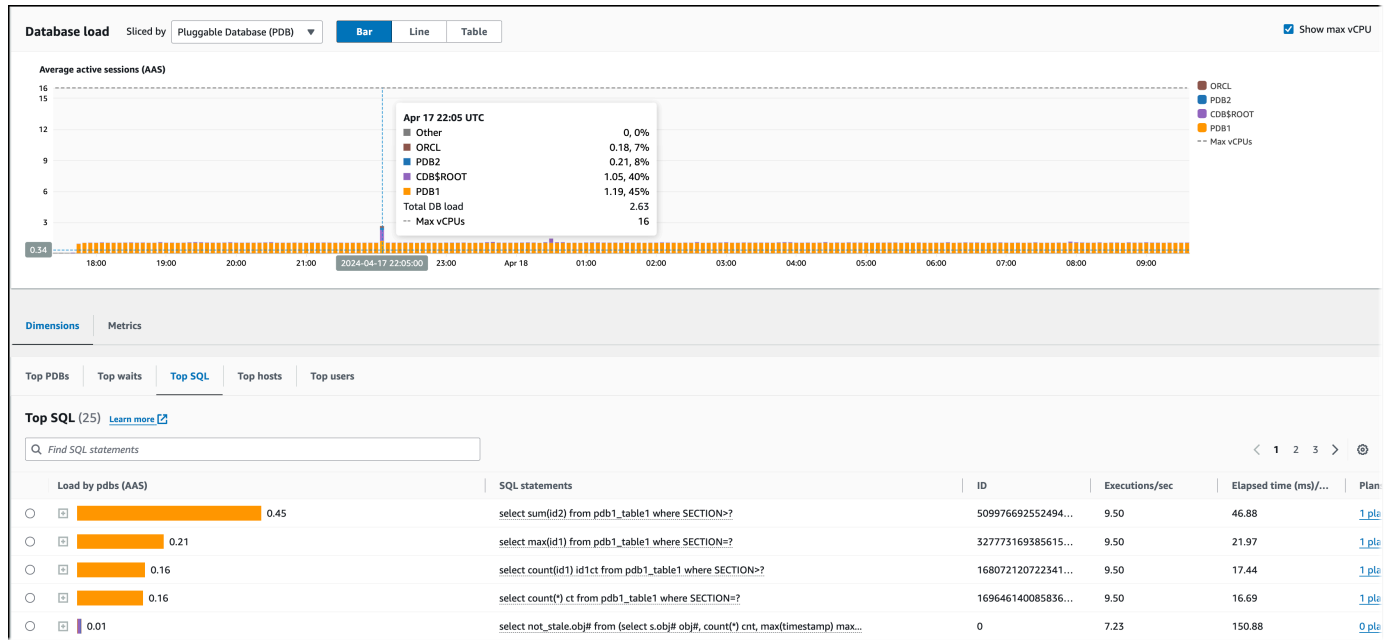 Database load Sliced by Pluggable Database (PDB) Bar Line Table Show max vCPU
Average active sessions (AAS)
16
15
12
9
6
3
0.34
Apr 17 22:05 UTC
Other 0, 0%
ORCL 0.18, 7%
PDB2 0.21, 8%
CDB$ROOT 1.05, 40%
PDB1 1.19, 45%
Total DB load 2.63
Max vCPUs 16
ORCL
PDB2
CDB$ROOT
PDB1
Max vCPUs
18:00 19:00 20:00 21:00 2024-04-17 22:05:00 23:00 Apr 18 01:00 02:00 03:00 04:00 05:00 06:00 07:00 08:00 09:00
Dimensions Metrics
Top PDBs Top waits Top SQL Top hosts Top users
Top SQL (25) Learn more
Find SQL statements 1 2 3
Load by pdbs (AAS) SQL statements ID Executions/sec Elapsed time (ms)/... Plan
0.45 select sum(id2) from pdb1_table1 where SECTION>? 509976692552494... 9.50 46.88 1 pla
0.21 select max(id1) from pdb1_table1 where SECTION=? 327773169385615... 9.50 21.97 1 pla
0.16 select count(id1) id1ct from pdb1_table1 where SECTION>? 168072120722341... 9.50 17.44 1 pla
0.16 select count(*) ct from pdb1_table1 where SECTION=? 169646140085836... 9.50 16.69 1 pla
0.01 select not_stale.obj# from (select s.obj# obj#, count(*) cnt, max(timestamp) max... 0 7.23 150.88 0 pla